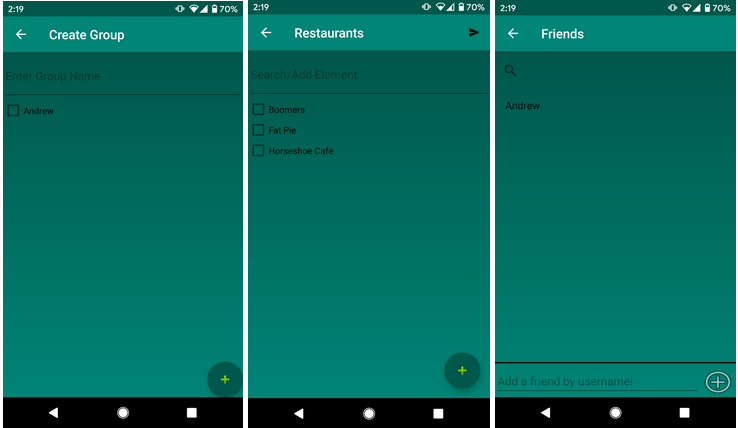 2:19 70%
Create Group
Enter Group Name
Andrew
2:19 70%
Restaurants
Search/Add Element
Boomers
Fat Pie
Horseshoe Cafe
2:19 70%
Friends
Andrew
Add a friend by username!